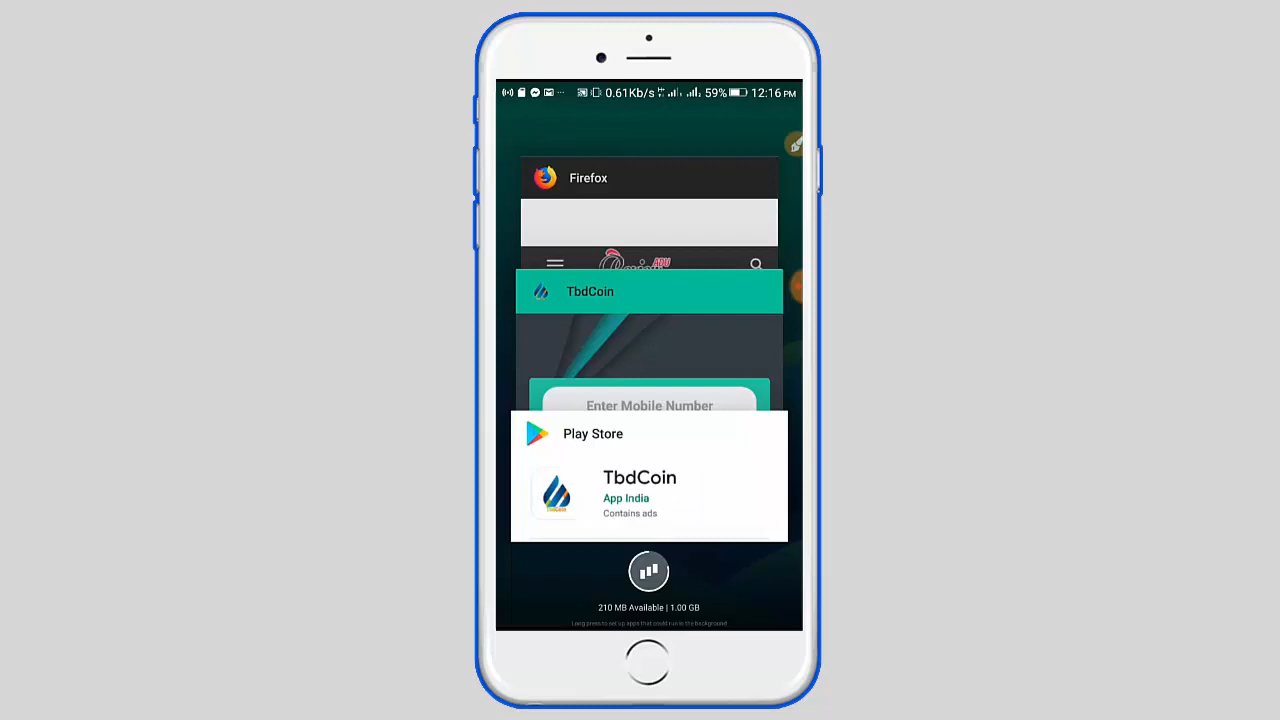 0.61Kb/s 59% 12:16 PM
Firefox
ADU
TbdCoin
Enter Mobile Number
Play Store
TbdCoin
App India
Contains ads
210 MB Available | 1.00 GB
Long press to set up apps that could run in the background